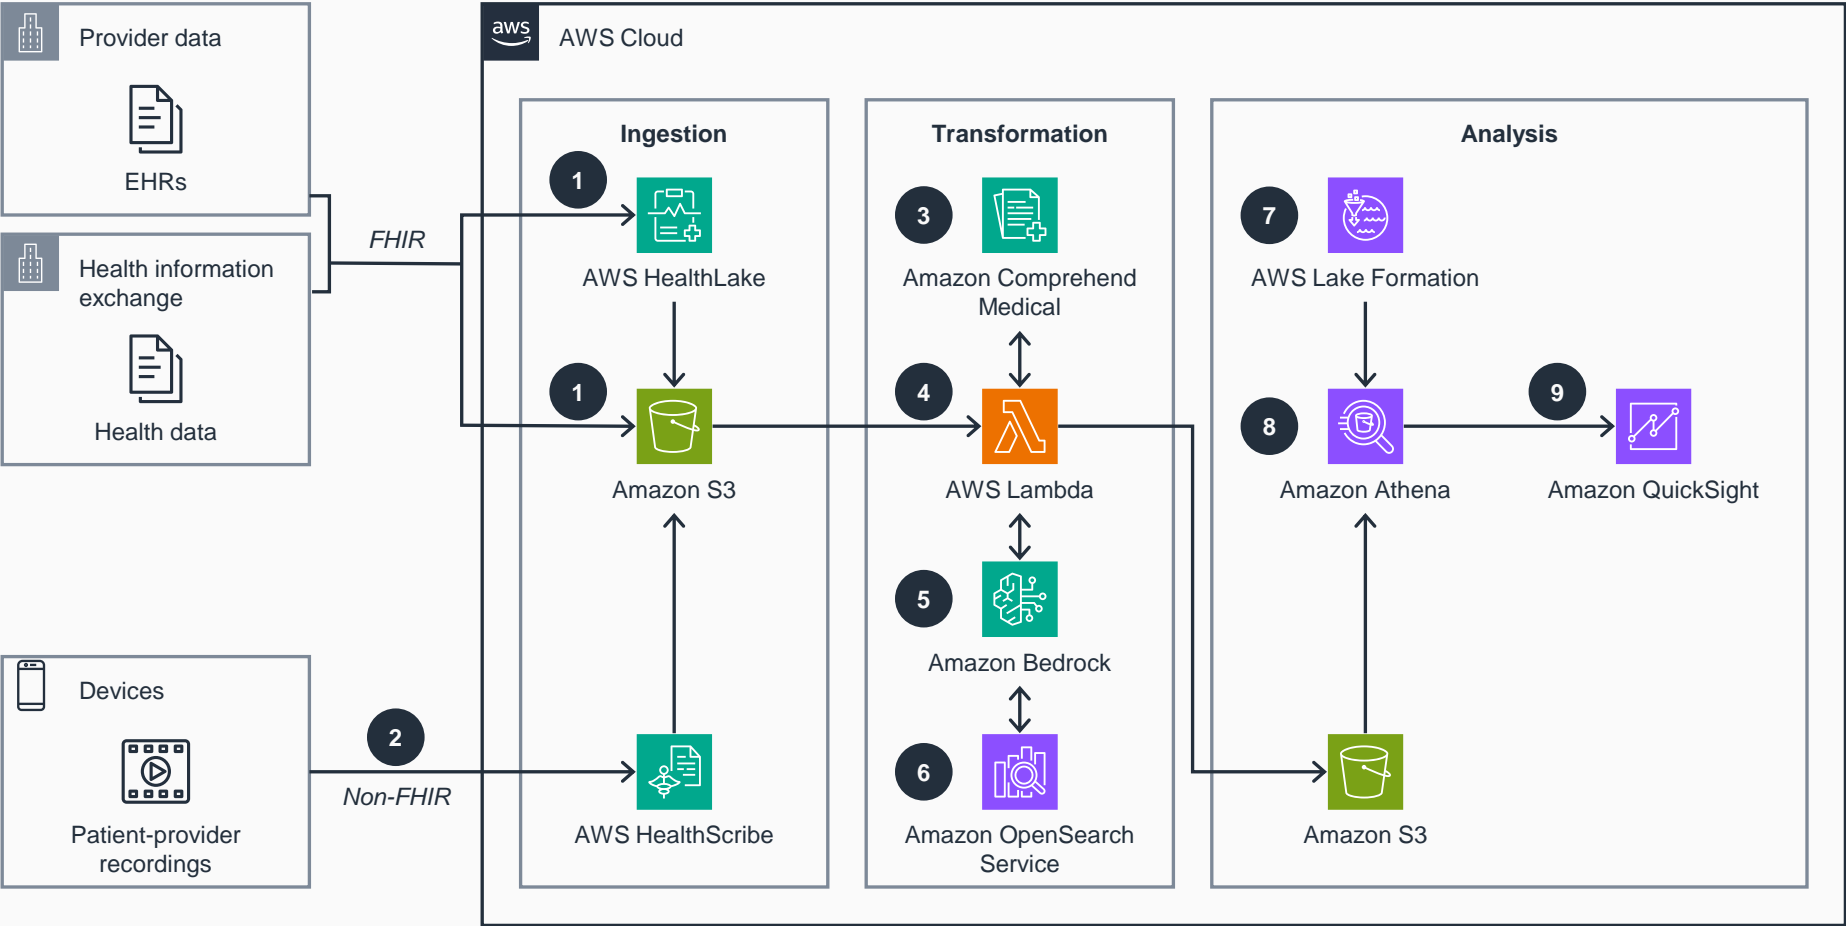 Provider data
EHRs
Health information
exchange
Health data
FHIR
Devices
Patient-provider
recordings
2
Non-FHIR
aws
AWS Cloud
Ingestion
1
AWS HealthLake
1
Amazon S3
AWS HealthScribe
Transformation
3
Amazon Comprehend
Medical
4
AWS Lambda
5
Amazon Bedrock
6
Amazon OpenSearch
Service
Analysis
7
AWS Lake Formation
8
Amazon Athena
9
Amazon QuickSight
Amazon S3